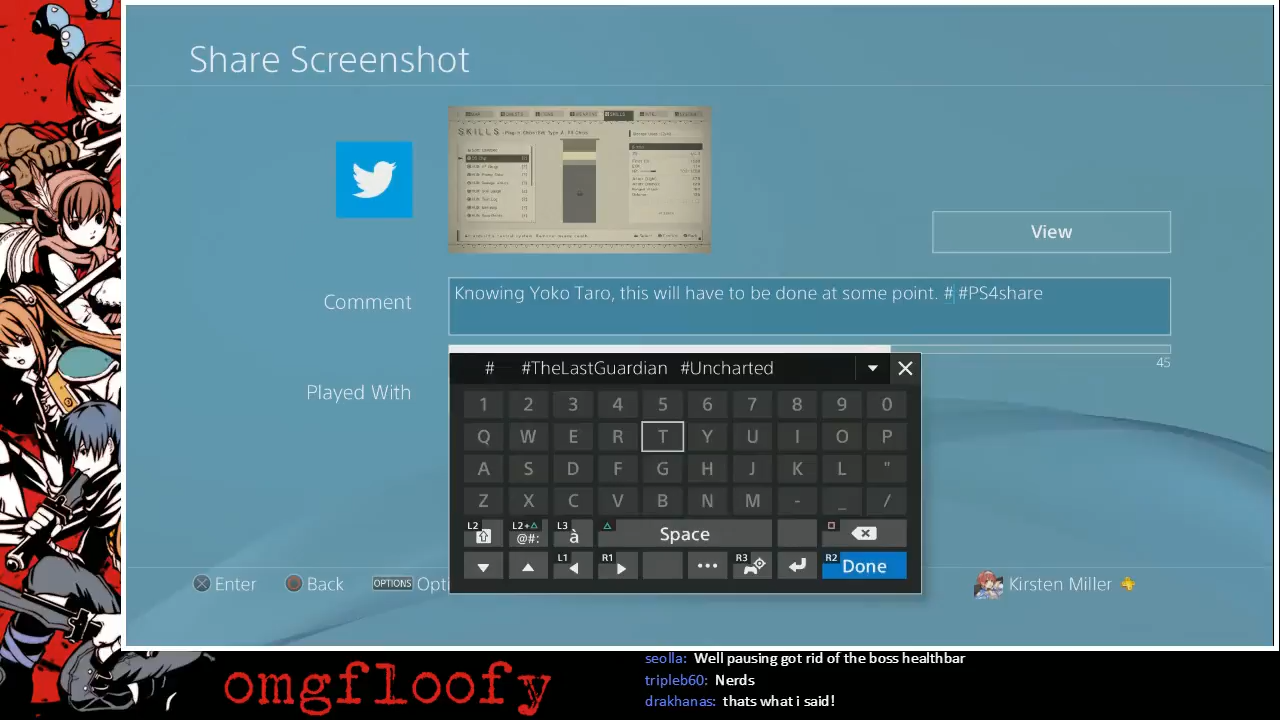 Share Screenshot
SKILLS
View
Comment
Knowing Yoko Taro, this will have to be done at some point. # #PS4share
45
Played With
# #TheLastGuardian #Uncharted
1 2 3 4 5 6 7 8 9 0
Q W E R T Y U I O P
A S D F G H J K L "
Z X C V B N M - _ /
L2 L2+△ @#: L3 à △ Space □
L1 R1 ••• R3 R2 Done
Enter Back OPTIONS Opti
Kirsten Miller
omgfloofy
seolla: Well pausing got rid of the boss healthbar
tripleb60: Nerds
drakhanas: thats what i said!